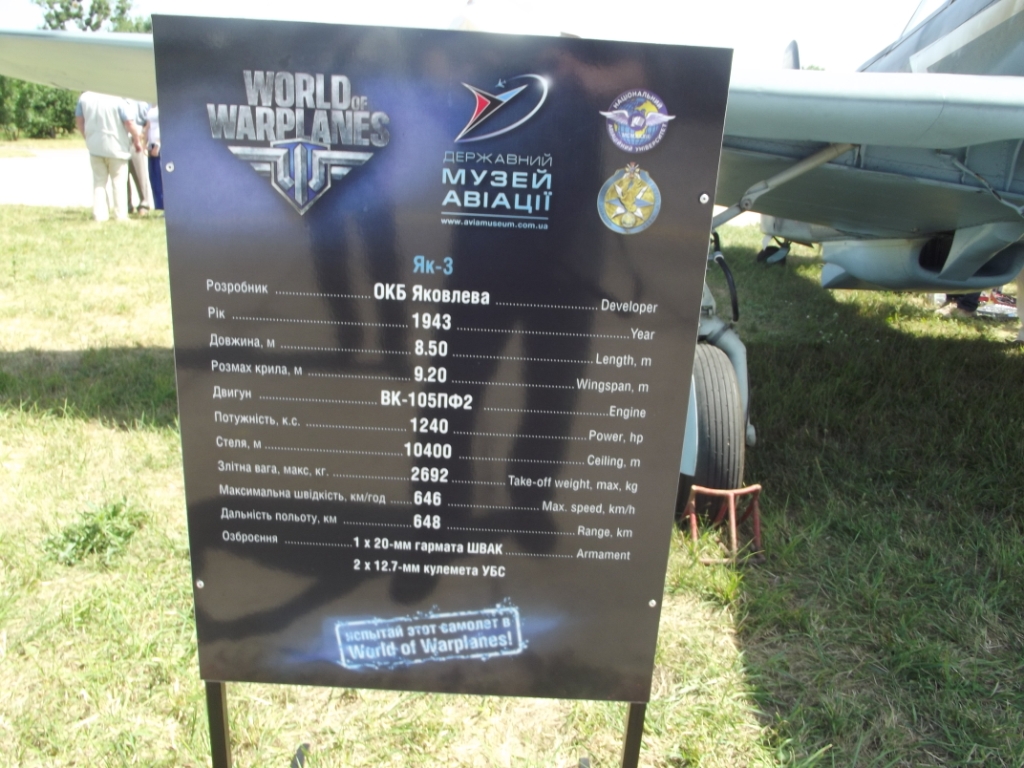 WORLD OF
WARPLANES
ДЕРЖАВНИЙ
МУЗЕЙ
АВІАЦІЇ
www.aviamuseum.com.ua
НАЦІОНАЛЬНИЙ
УНІВЕРСИТЕТ
Як-3
Розробник ОКБ Яковлева Developer
Рік 1943 Year
Довжина, м 8.50 Length, m
Розмах крила, м 9.20 Wingspan, m
Двигун ВК-105ПФ2 Engine
Потужність, к.с. 1240 Power, hp
Стеля, м 10400 Ceiling, m
Злітна вага, макс, кг. 2692 Take-off weight, max, kg
Максимальна швідкість, км/год 646 Max. speed, km/h
Дальність польоту, км 648 Range, km
Озброєння 1 x 20-мм гармата ШВАК Armament
2 x 12.7-мм кулемета УБС
испытай этот самолет в
World of Warplanes!